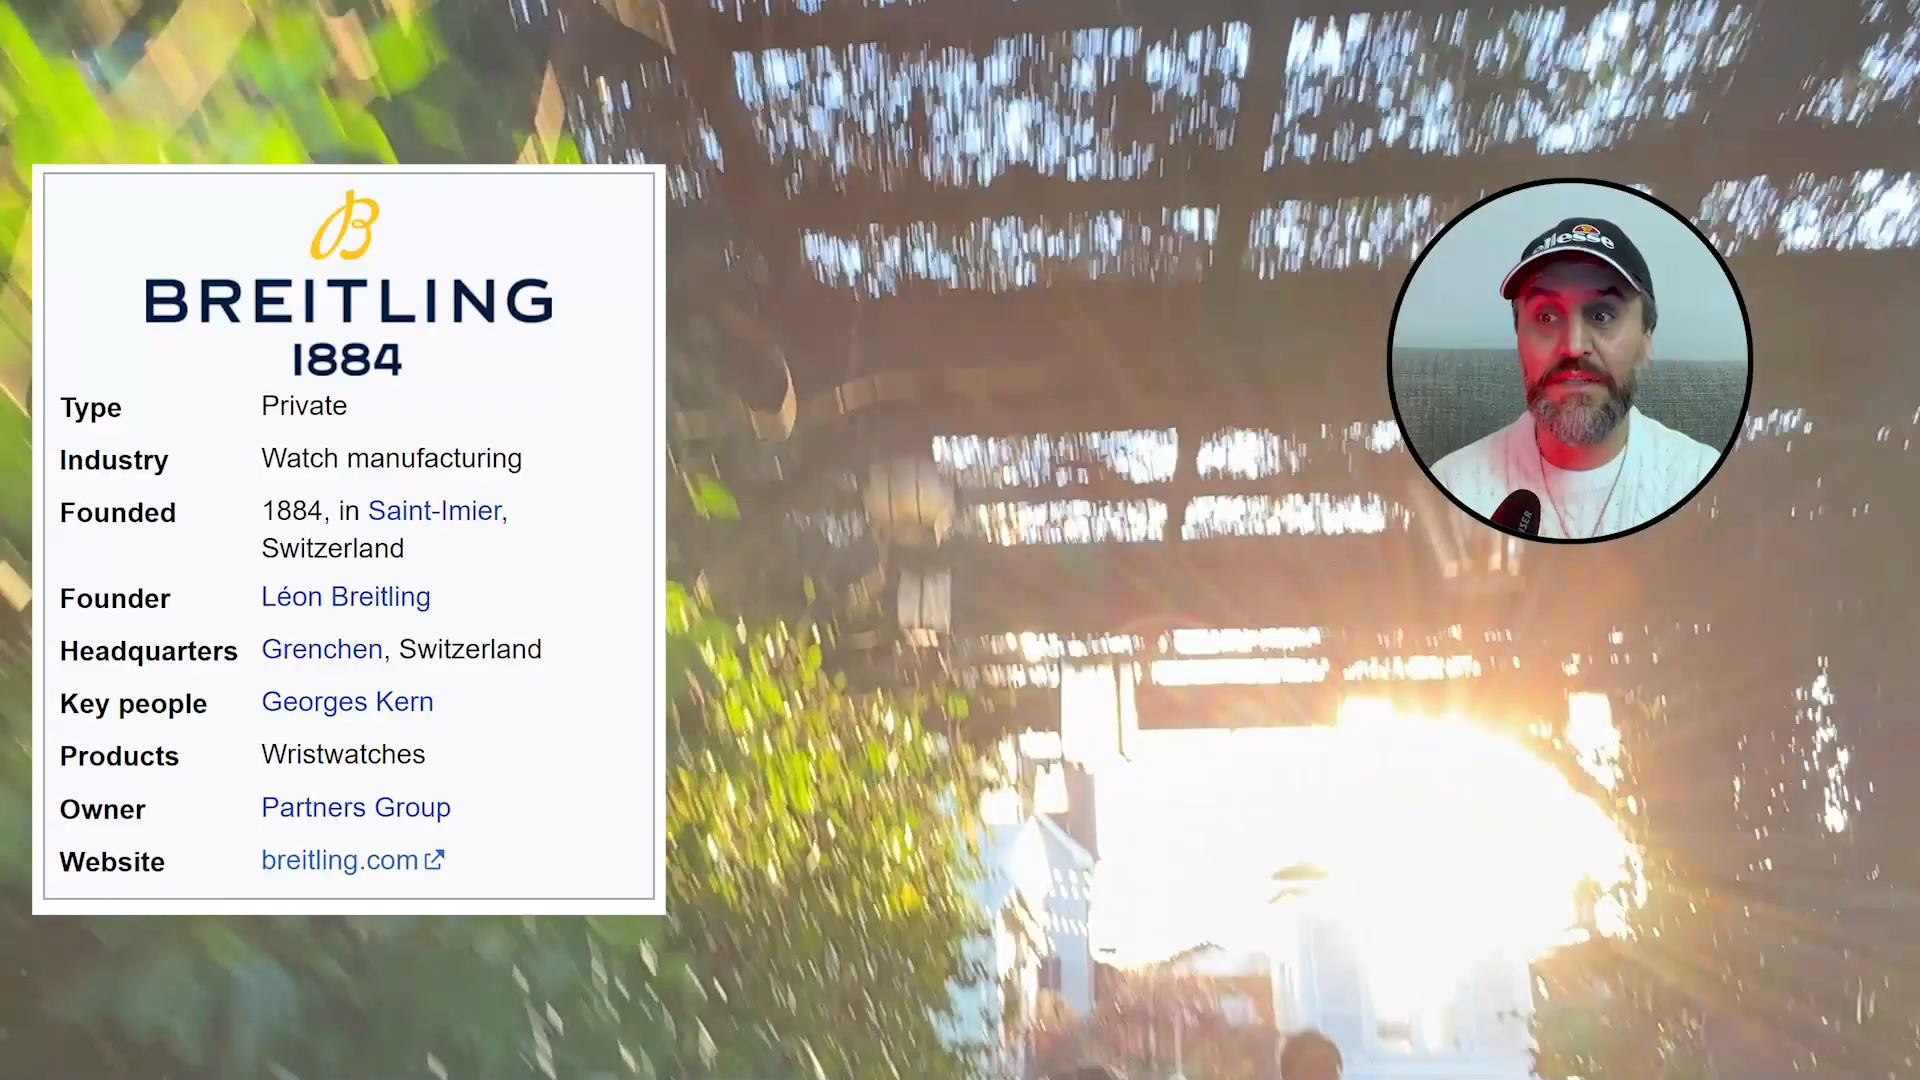 B
BREITLING
1884
Type Private
Industry Watch manufacturing
Founded 1884, in Saint-Imier,
Switzerland
Founder Léon Breitling
Headquarters Grenchen, Switzerland
Key people Georges Kern
Products Wristwatches
Owner Partners Group
Website breitling.com
ellesse